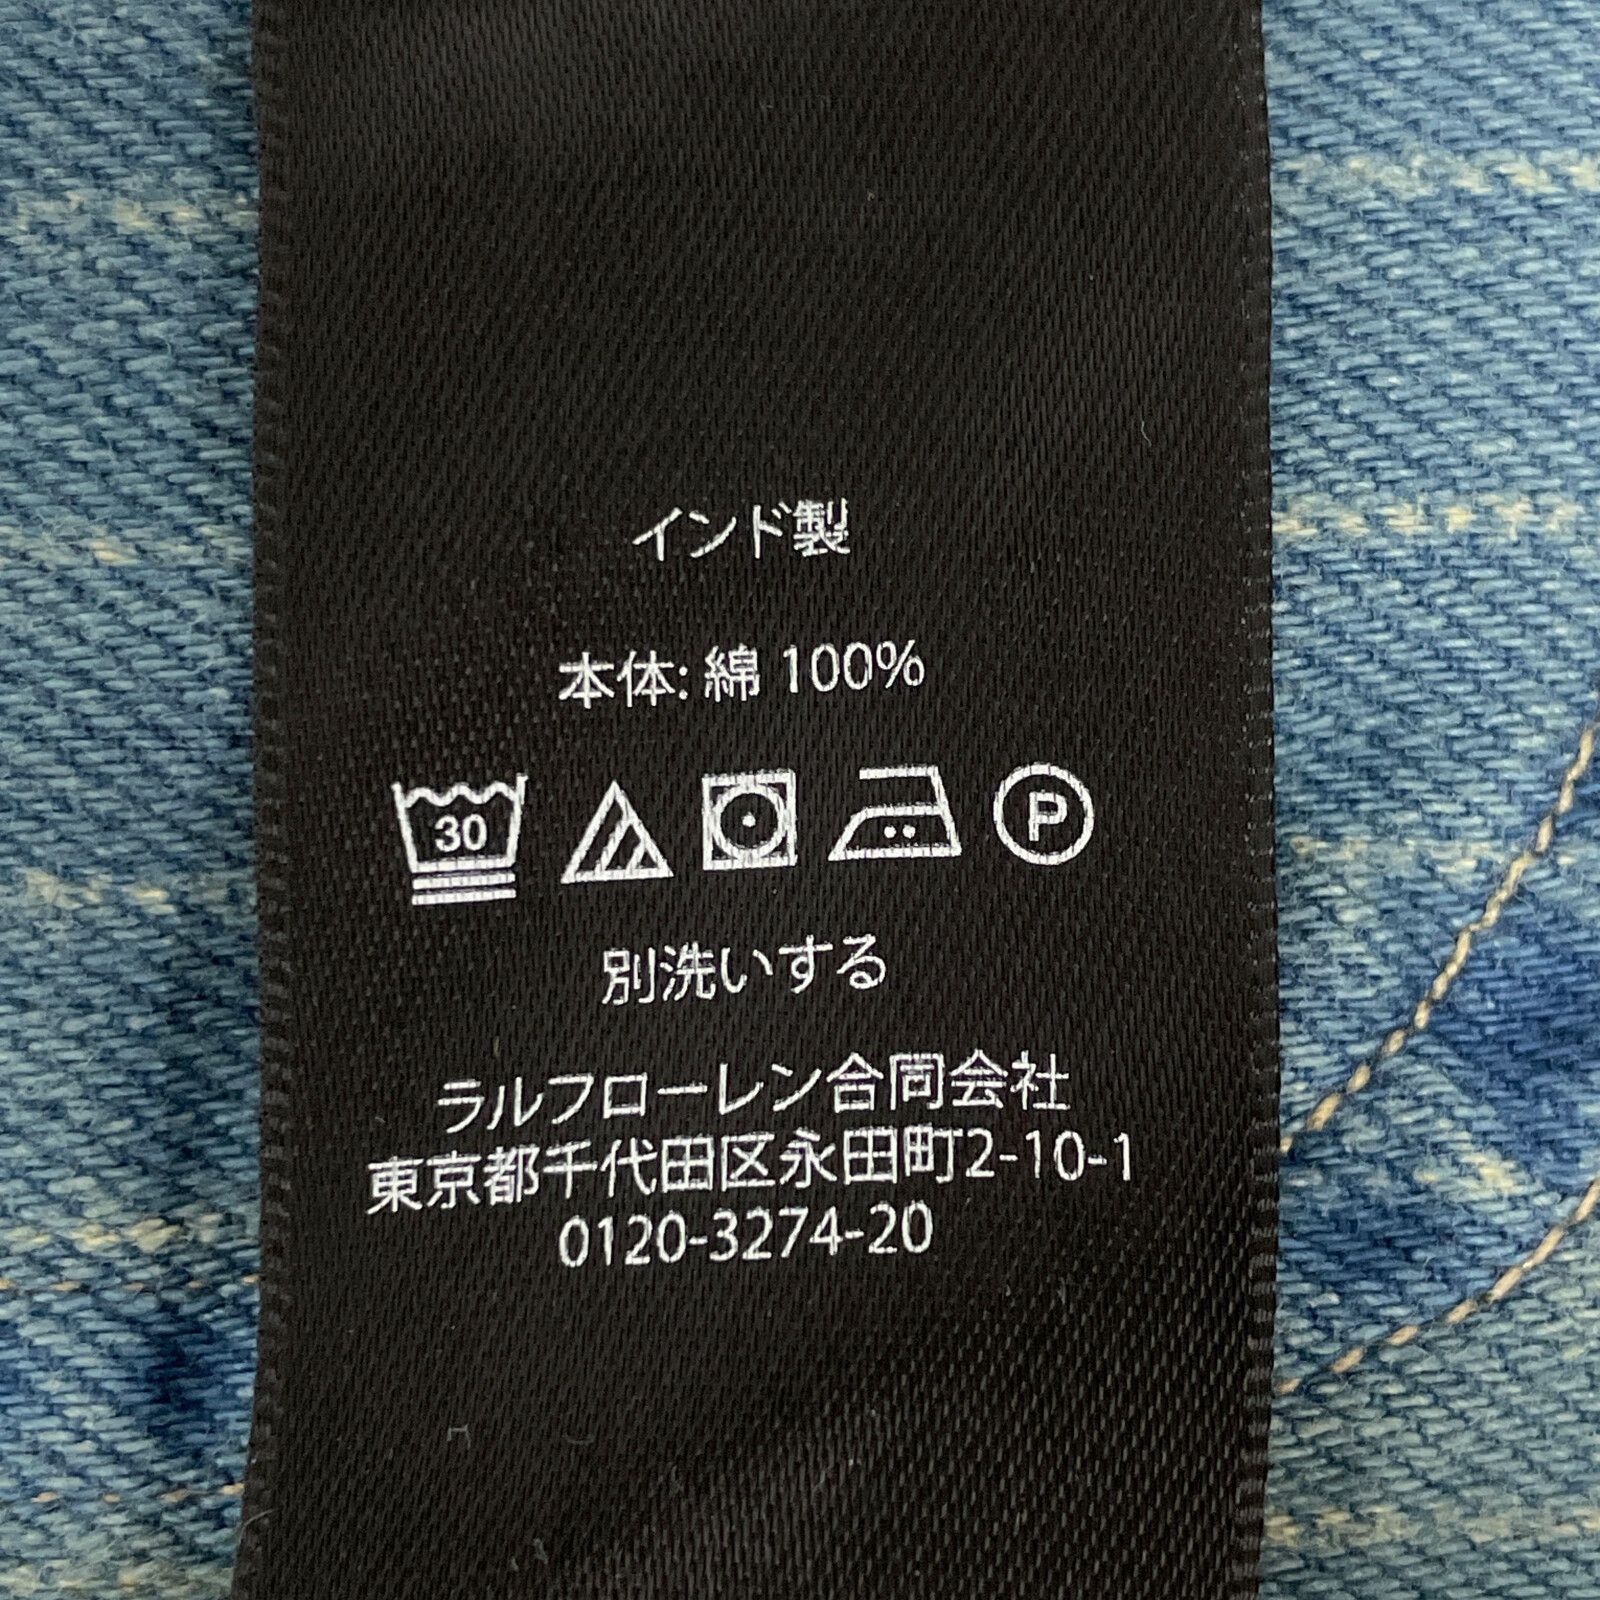 インド製
本体: 綿 100%
30 P
別洗いする
ラルフローレン合同会社
東京都千代田区永田町2-10-1
0120-3274-20